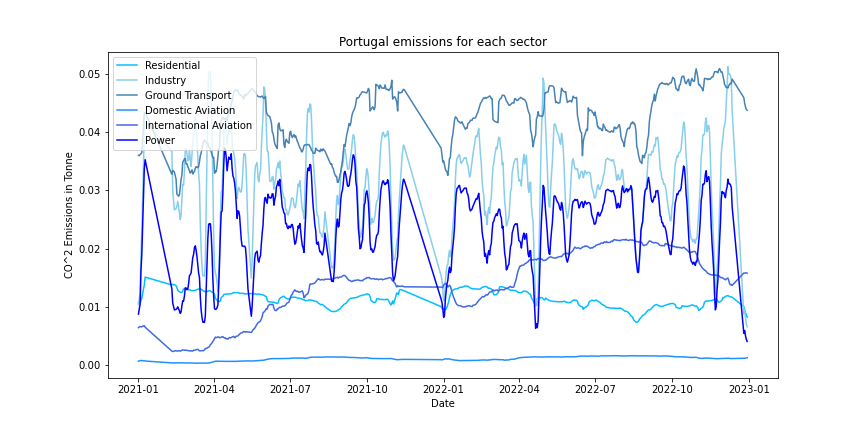 Portugal emissions for each sector
Residential
Industry
Ground Transport
Domestic Aviation
International Aviation
Power
CO^2 Emissions in Tonne
0.05
0.04
0.03
0.02
0.01
0.00
2021-01 2021-04 2021-07 2021-10 2022-01 2022-04 2022-07 2022-10 2023-01
Date